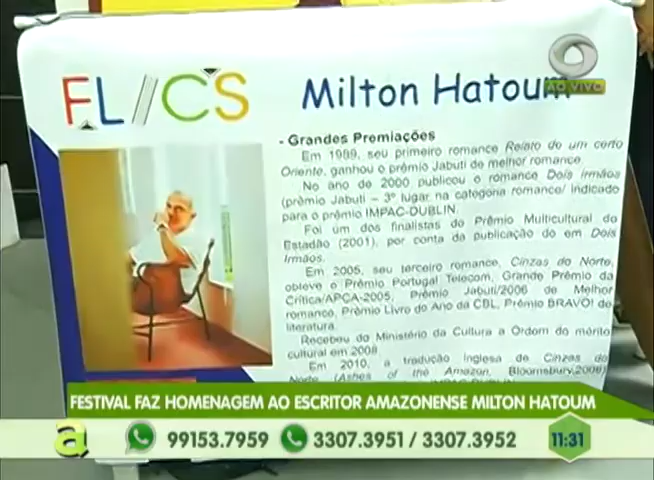 FL//CS
Milton Hatoum
AO VIVO
- Grandes Premiações
Em 1989, seu primeiro romance Relato de um certo
Oriente, ganhou o prêmio Jabuti de melhor romance.
No ano de 2000 publicou o romance Dois irmãos
(prêmio Jabuti – 3º lugar na categoria romance/ indicado
para o prêmio IMPAC-DUBLIN.
Foi um dos finalistas do Prêmio Multicultural do
Estadão (2001), por conta da publicação do em Dois
Irmãos.
Em 2005, seu terceiro romance, Cinzas do Norte,
obteve o Prêmio Portugal Telecom, Grande Prêmio da
Crítica/APCA-2005, Prêmio Jabuti/2006 de Melhor
romance, Prêmio Livro do Ano da CBL, Prêmio BRAVO! de
literatura.
Recebeu do Ministério da Cultura a Ordem do mérito
cultural em 2008.
Em 2010, a tradução inglesa de Cinzas do
Norte (Ashes of the Amazon, Bloomsbury,2008)
FESTIVAL FAZ HOMENAGEM AO ESCRITOR AMAZONENSE MILTON HATOUM
a 99153.7959 3307.3951 / 3307.3952 11:31